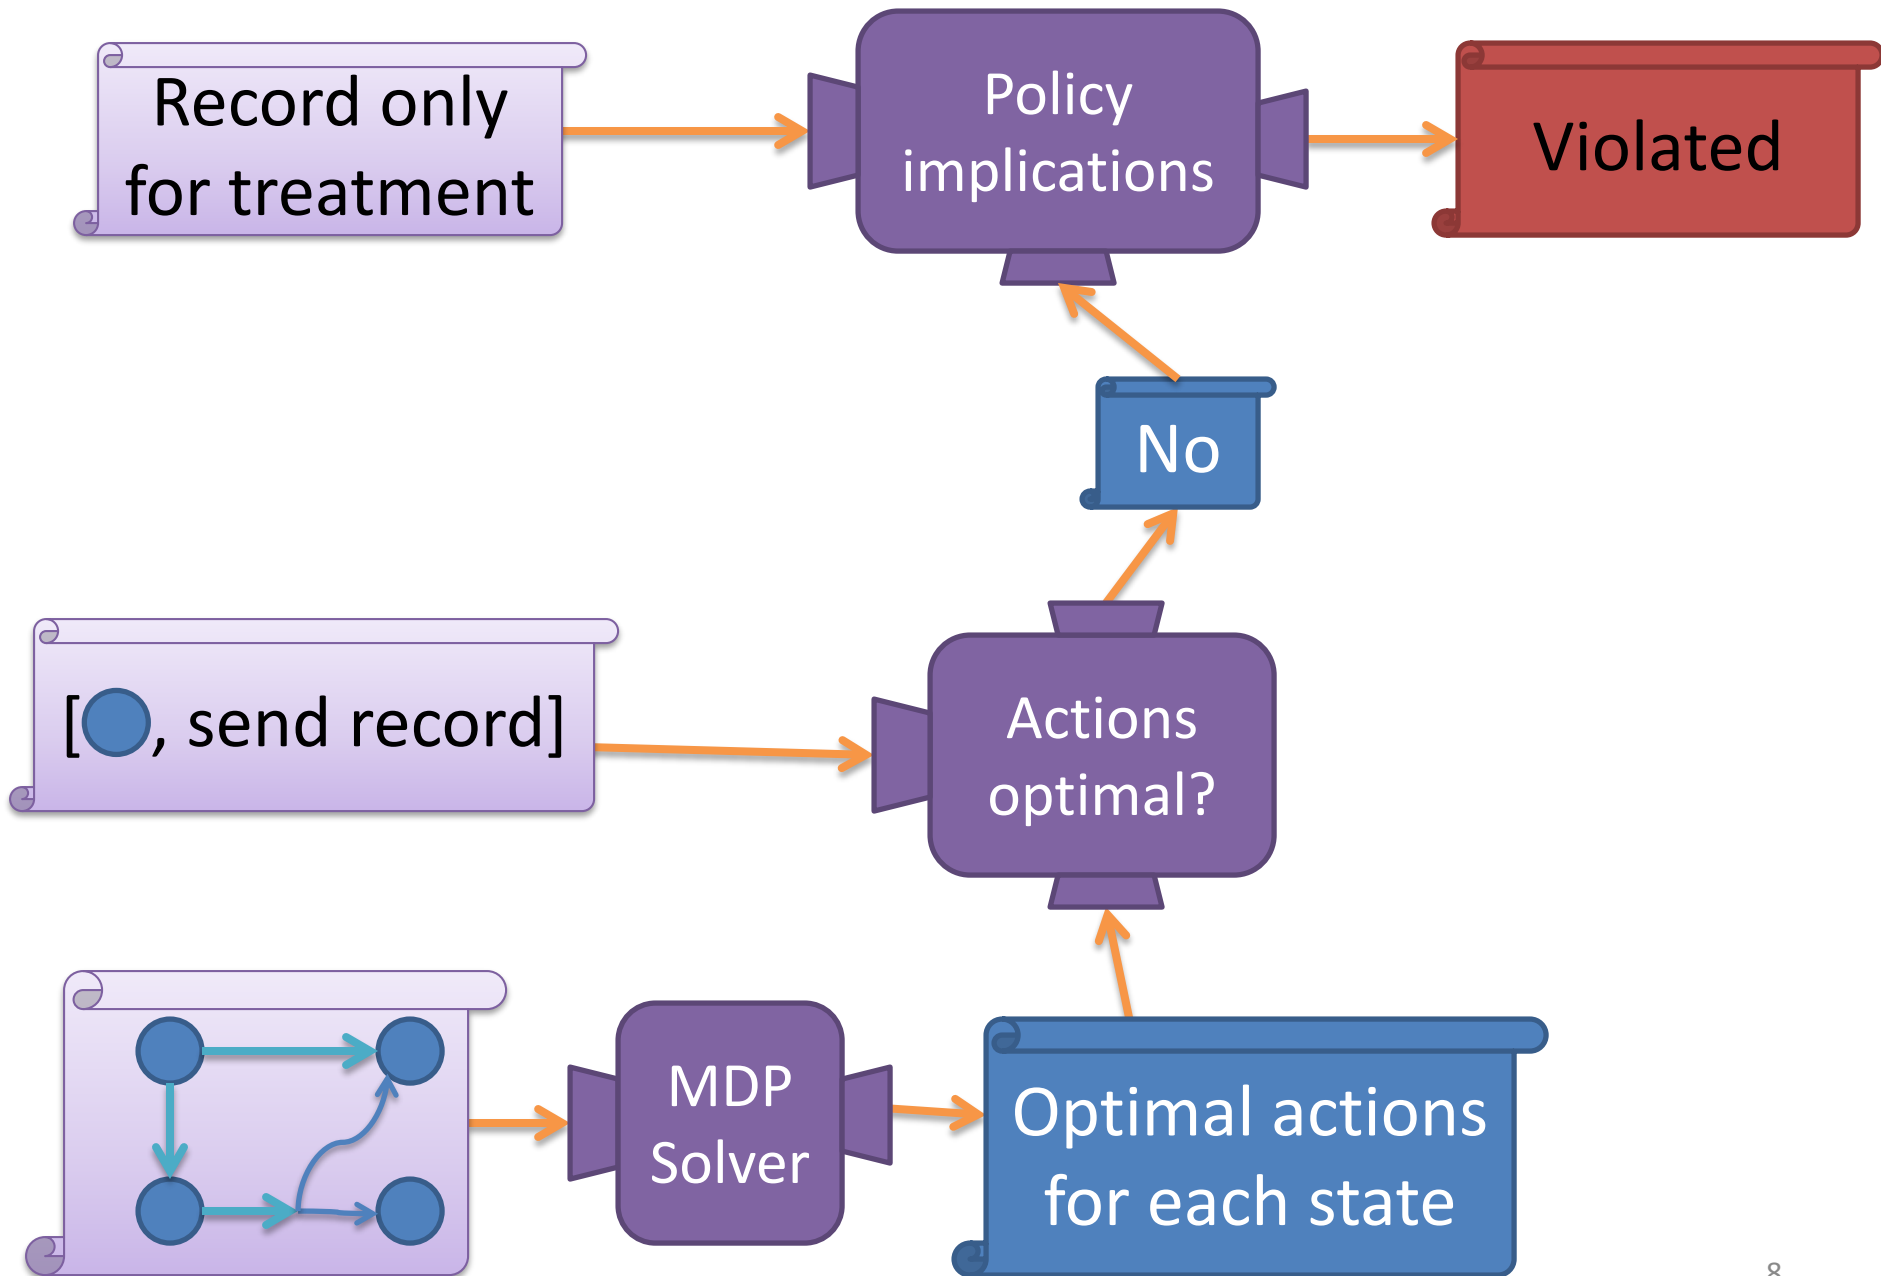 Record only
for treatment
Policy
implications
Violated
No
[ , send record]
Actions
optimal?
MDP
Solver
Optimal actions
for each state
8